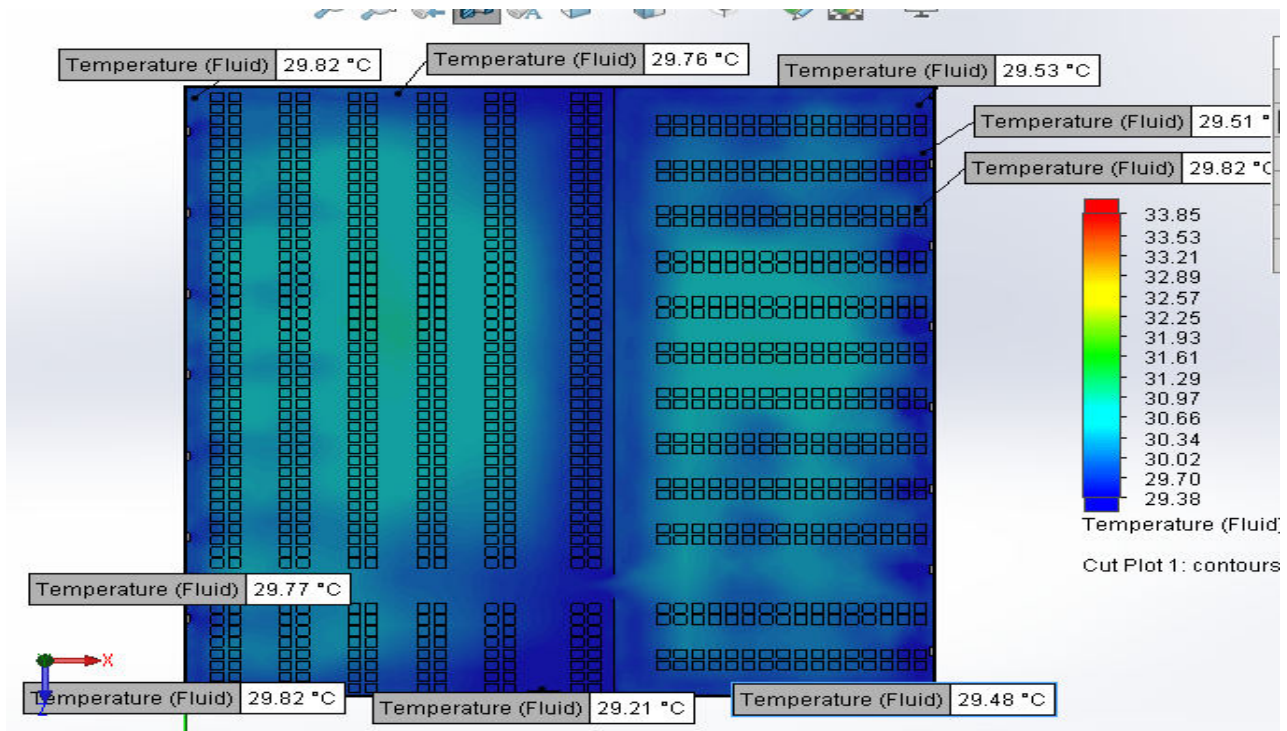 Temperature (Fluid) 29.82 °C
Temperature (Fluid) 29.76 °C
Temperature (Fluid) 29.53 °C
Temperature (Fluid) 29.51 °
Temperature (Fluid) 29.82 °C
33.85
33.53
33.21
32.89
32.57
32.25
31.93
31.61
31.29
30.97
30.66
30.34
30.02
29.70
29.38
Temperature (Fluid)
Cut Plot 1: contours
Temperature (Fluid) 29.77 °C
X
Z
Temperature (Fluid) 29.82 °C
Temperature (Fluid) 29.21 °C
Temperature (Fluid) 29.48 °C